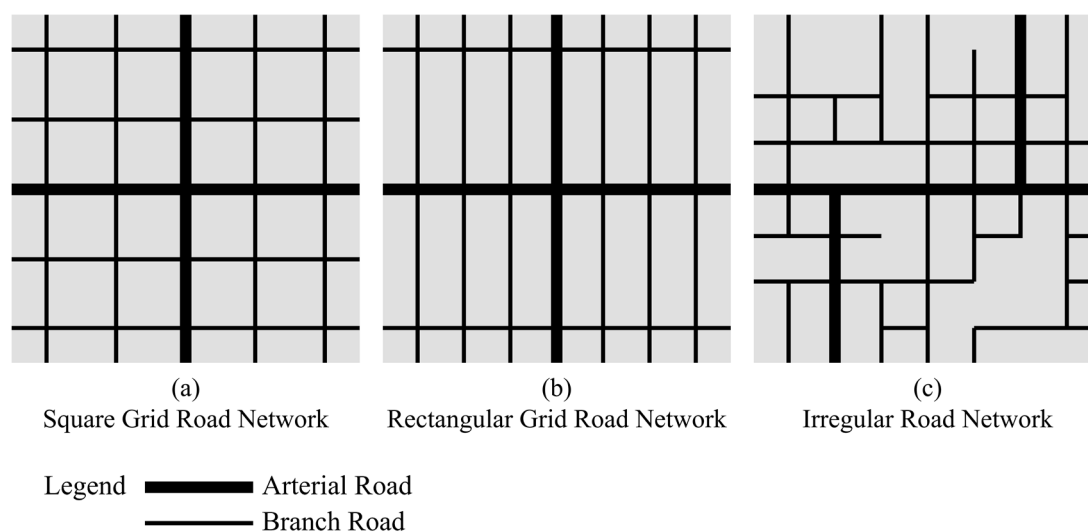 (a)
Square Grid Road Network
(b)
Rectangular Grid Road Network
(c)
Irregular Road Network
Legend
Arterial Road
Branch Road